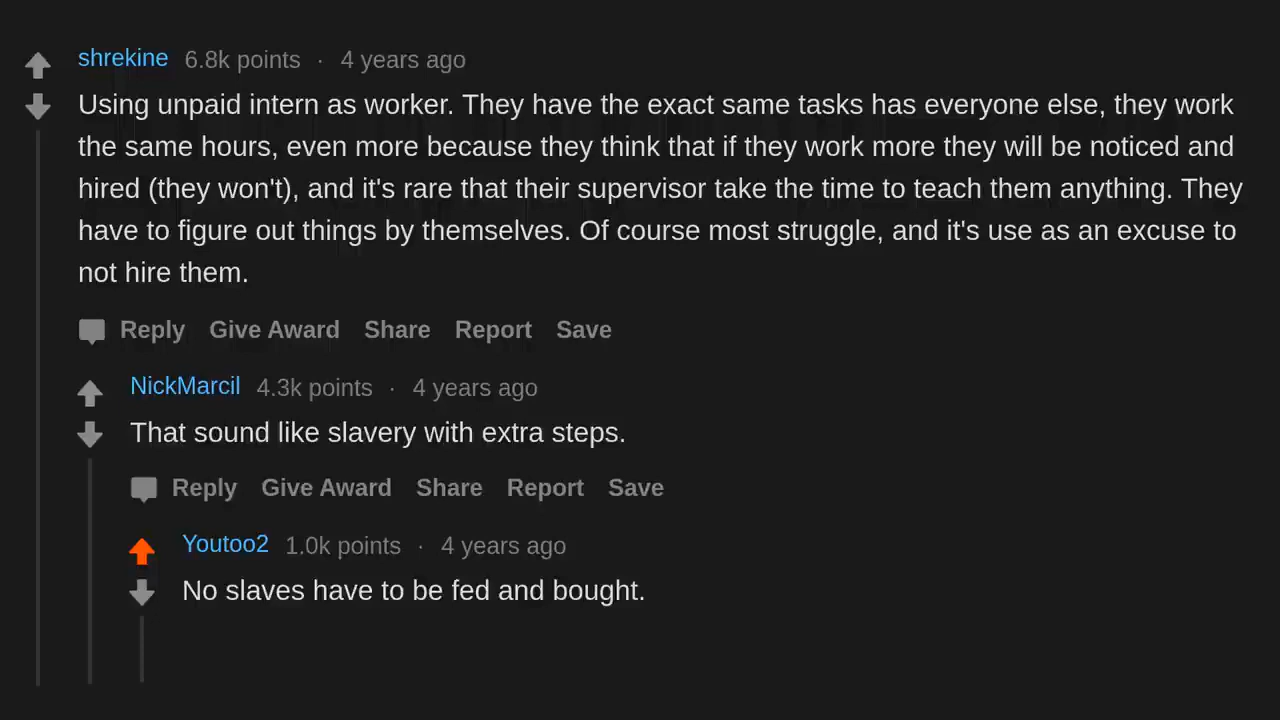 shrekine 6.8k points · 4 years ago
Using unpaid intern as worker. They have the exact same tasks has everyone else, they work
the same hours, even more because they think that if they work more they will be noticed and
hired (they won't), and it's rare that their supervisor take the time to teach them anything. They
have to figure out things by themselves. Of course most struggle, and it's use as an excuse to
not hire them.
Reply Give Award Share Report Save
NickMarcil 4.3k points · 4 years ago
That sound like slavery with extra steps.
Reply Give Award Share Report Save
Youtoo2 1.0k points · 4 years ago
No slaves have to be fed and bought.